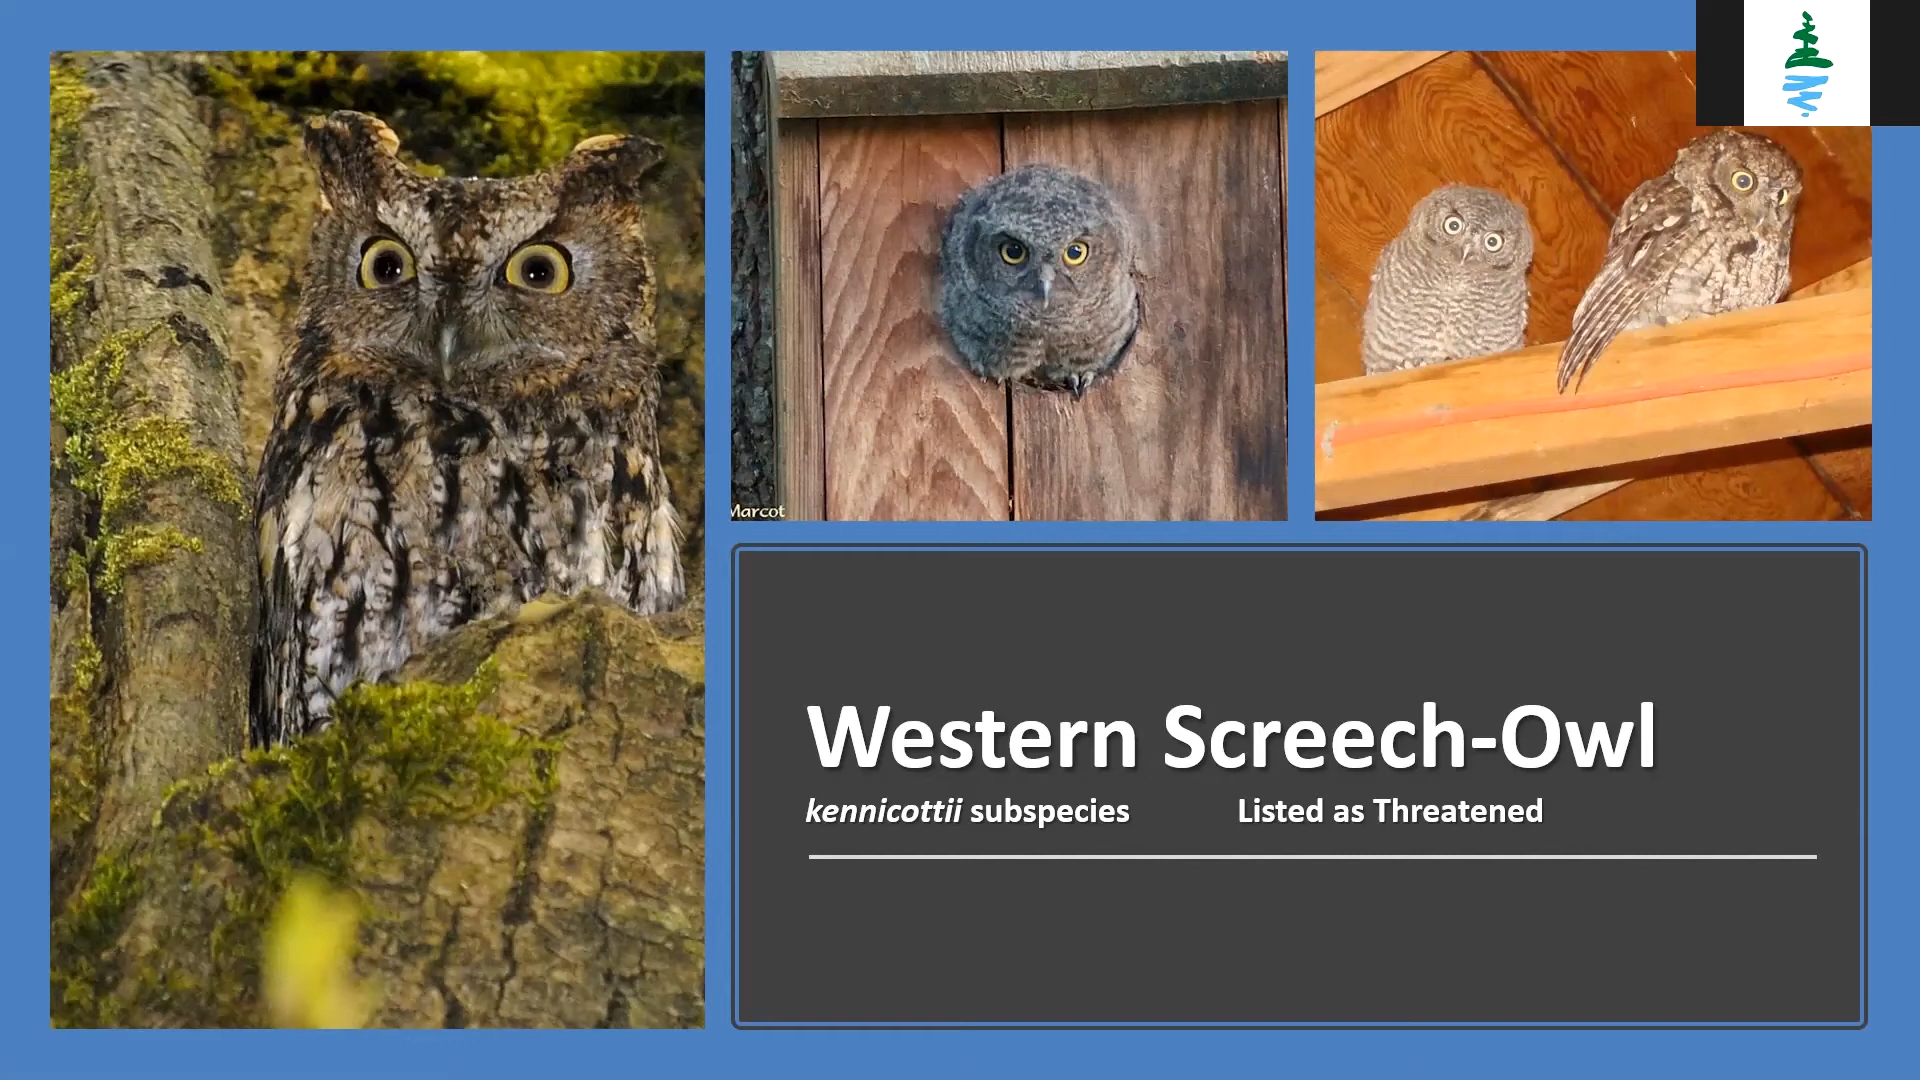 Marcot
Western Screech-Owl
kennicottii subspecies Listed as Threatened